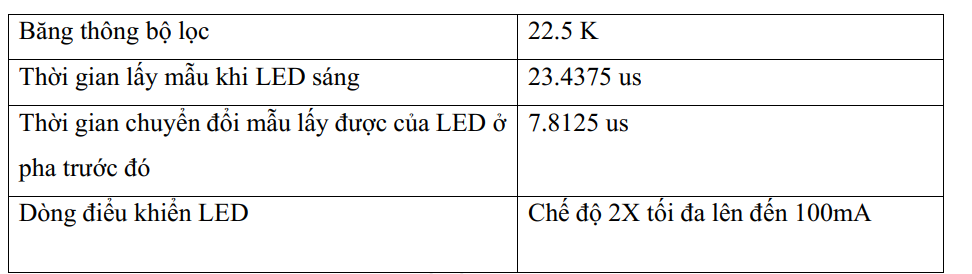 Băng thông bộ lọc 22.5 K
Thời gian lấy mẫu khi LED sáng 23.4375 us
Thời gian chuyển đổi mẫu lấy được của LED ở 7.8125 us
pha trước đó
Dòng điểu khiển LED Chế độ 2X tối đa lên đến 100mA